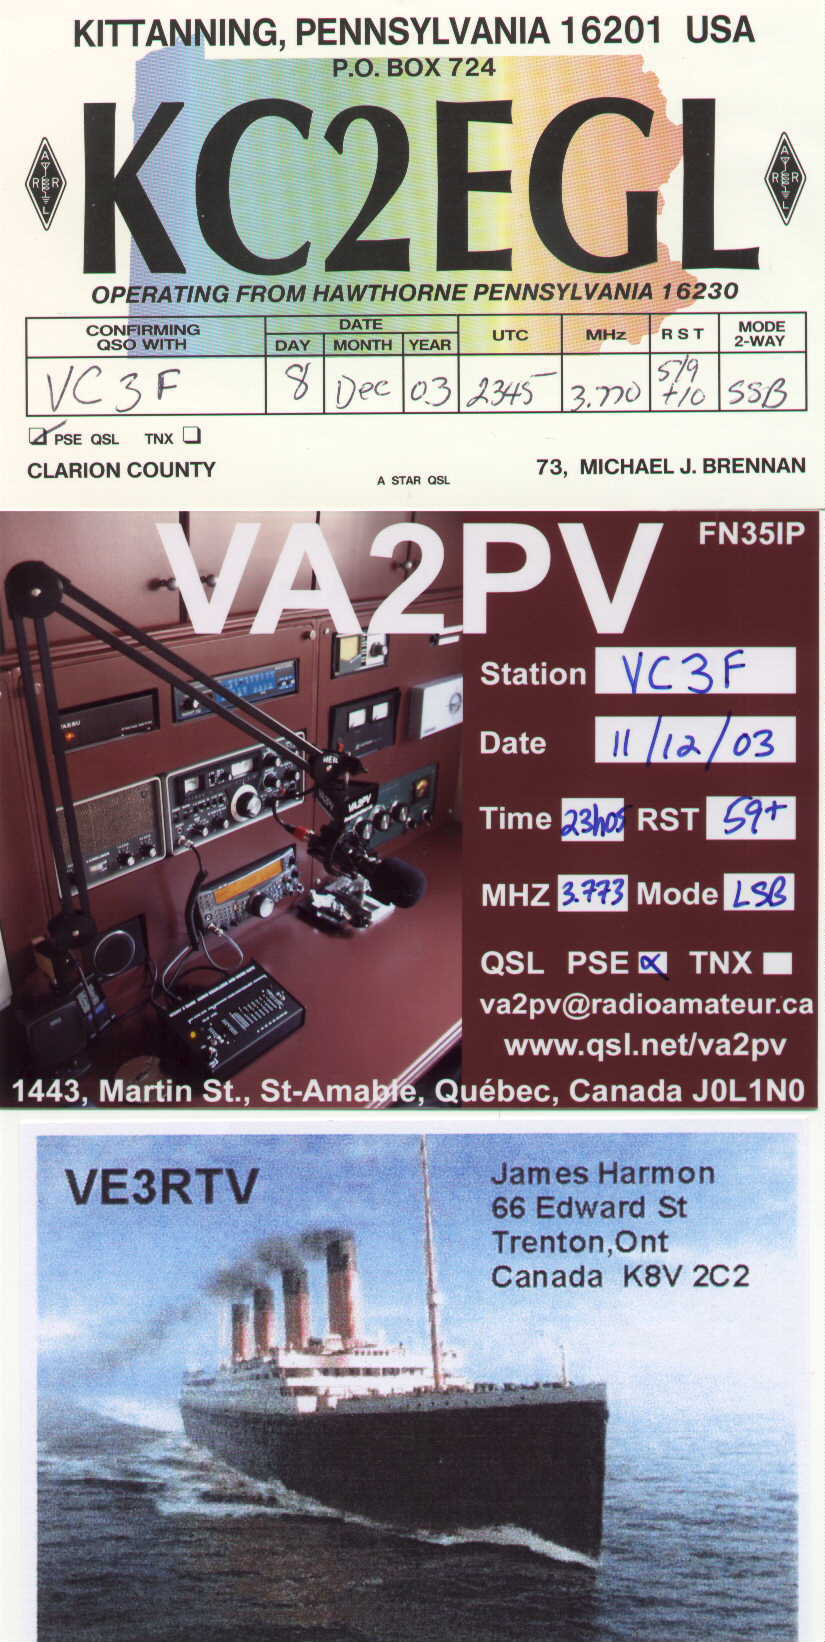 KITTANNING, PENNSYLVANIA 16201 USA
P.O. BOX 724
KC2EGL
A R R L
A R R L
OPERATING FROM HAWTHORNE PENNSYLVANIA 16230
CONFIRMING QSO WITH
DATE
DAY MONTH YEAR
UTC
MHz
R S T
MODE 2-WAY
VC3F 8 Dec 03 2345 3.770 5/9 +10 SSB
PSE QSL TNX
CLARION COUNTY
A STAR QSL
73, MICHAEL J. BRENNAN
VA2PV
FN35IP
Station VC3F
Date 11/12/03
Time 23h05 RST 59+
MHZ 3.773 Mode LSB
QSL PSE TNX
va2pv@radioamateur.ca
www.qsl.net/va2pv
YAESU
HEIL
VA2PV
1443, Martin St., St-Amable, Québec, Canada J0L1N0
VE3RTV
James Harmon
66 Edward St
Trenton,Ont
Canada K8V 2C2